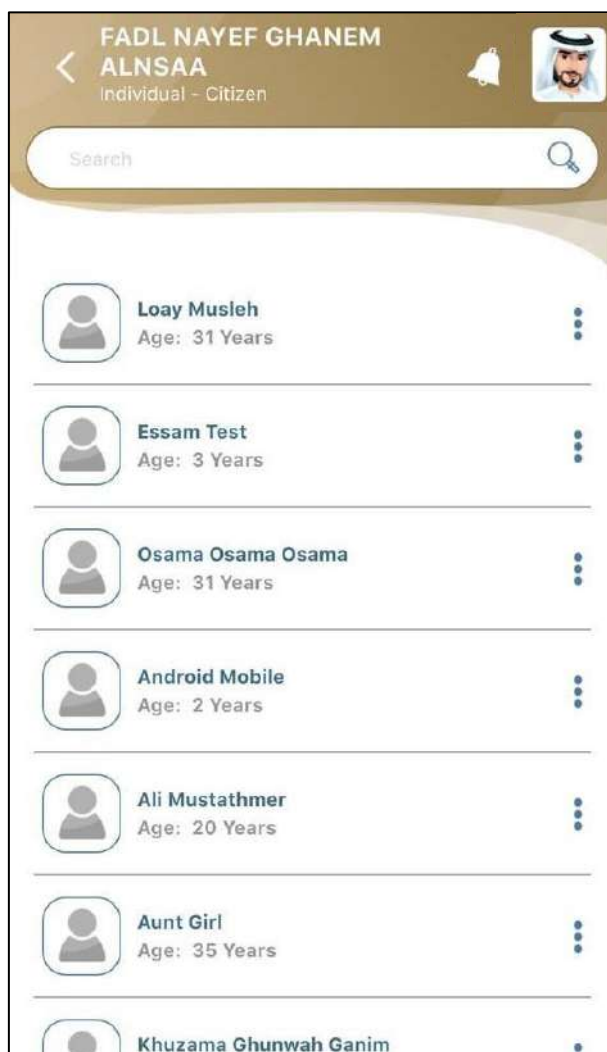 FADL NAYEF GHANEM
ALNSAA
Individual - Citizen
Search
Loay Musleh
Age: 31 Years
Essam Test
Age: 3 Years
Osama Osama Osama
Age: 31 Years
Android Mobile
Age: 2 Years
Ali Mustathmer
Age: 20 Years
Aunt Girl
Age: 35 Years
Khuzama Ghunwah Ganim